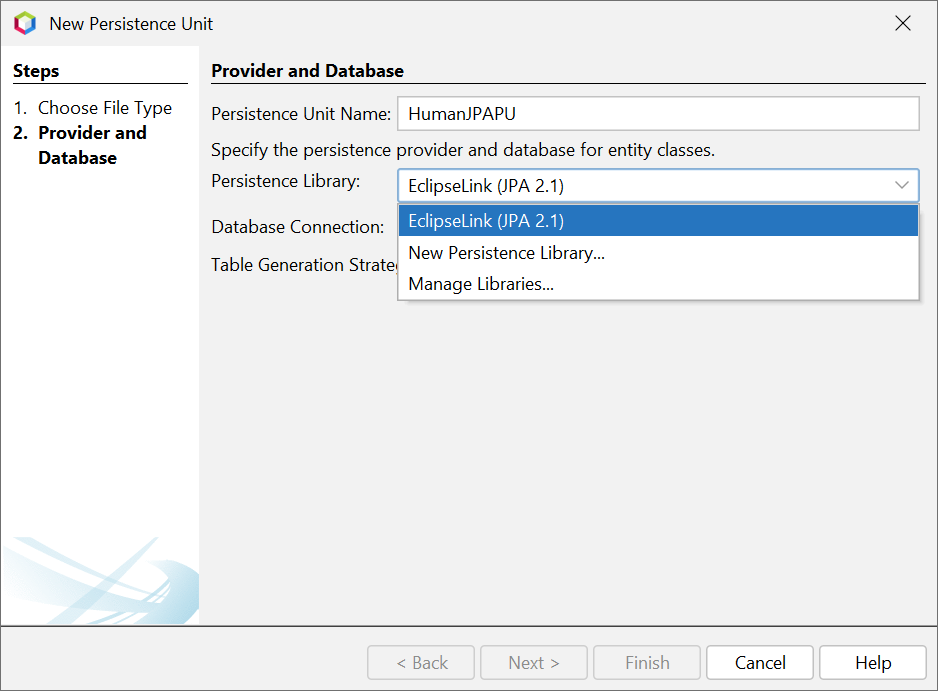 New Persistence Unit
Steps
1. Choose File Type
2. Provider and
Database
Provider and Database
Persistence Unit Name: HumanJPAPU
Specify the persistence provider and database for entity classes.
Persistence Library: EclipseLink (JPA 2.1)
EclipseLink (JPA 2.1)
Database Connection:
New Persistence Library...
Table Generation
Manage Libraries...
< Back Next > Finish Cancel Help